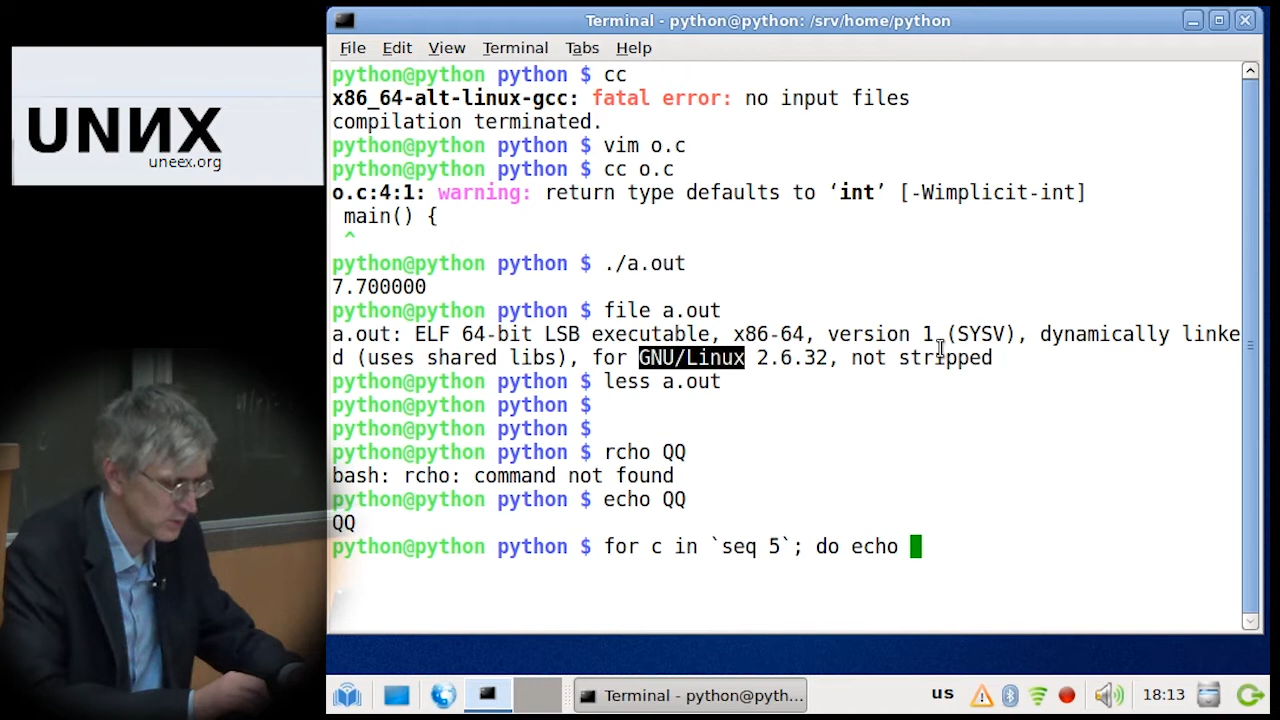 UNIX
uneex.org
Terminal - python@python: /srv/home/python
File Edit View Terminal Tabs Help
python@python python $ cc
x86_64-alt-linux-gcc: fatal error: no input files
compilation terminated.
python@python python $ vim o.c
python@python python $ cc o.c
o.c:4:1: warning: return type defaults to ‘int’ [-Wimplicit-int]
main() {
^
python@python python $ ./a.out
7.700000
python@python python $ file a.out
a.out: ELF 64-bit LSB executable, x86-64, version 1 (SYSV), dynamically linke
d (uses shared libs), for GNU/Linux 2.6.32, not stripped
python@python python $ less a.out
python@python python $
python@python python $
python@python python $ rcho QQ
bash: rcho: command not found
python@python python $ echo QQ
QQ
python@python python $ for c in `seq 5`; do echo
Terminal - python@pyth...
us
18:13